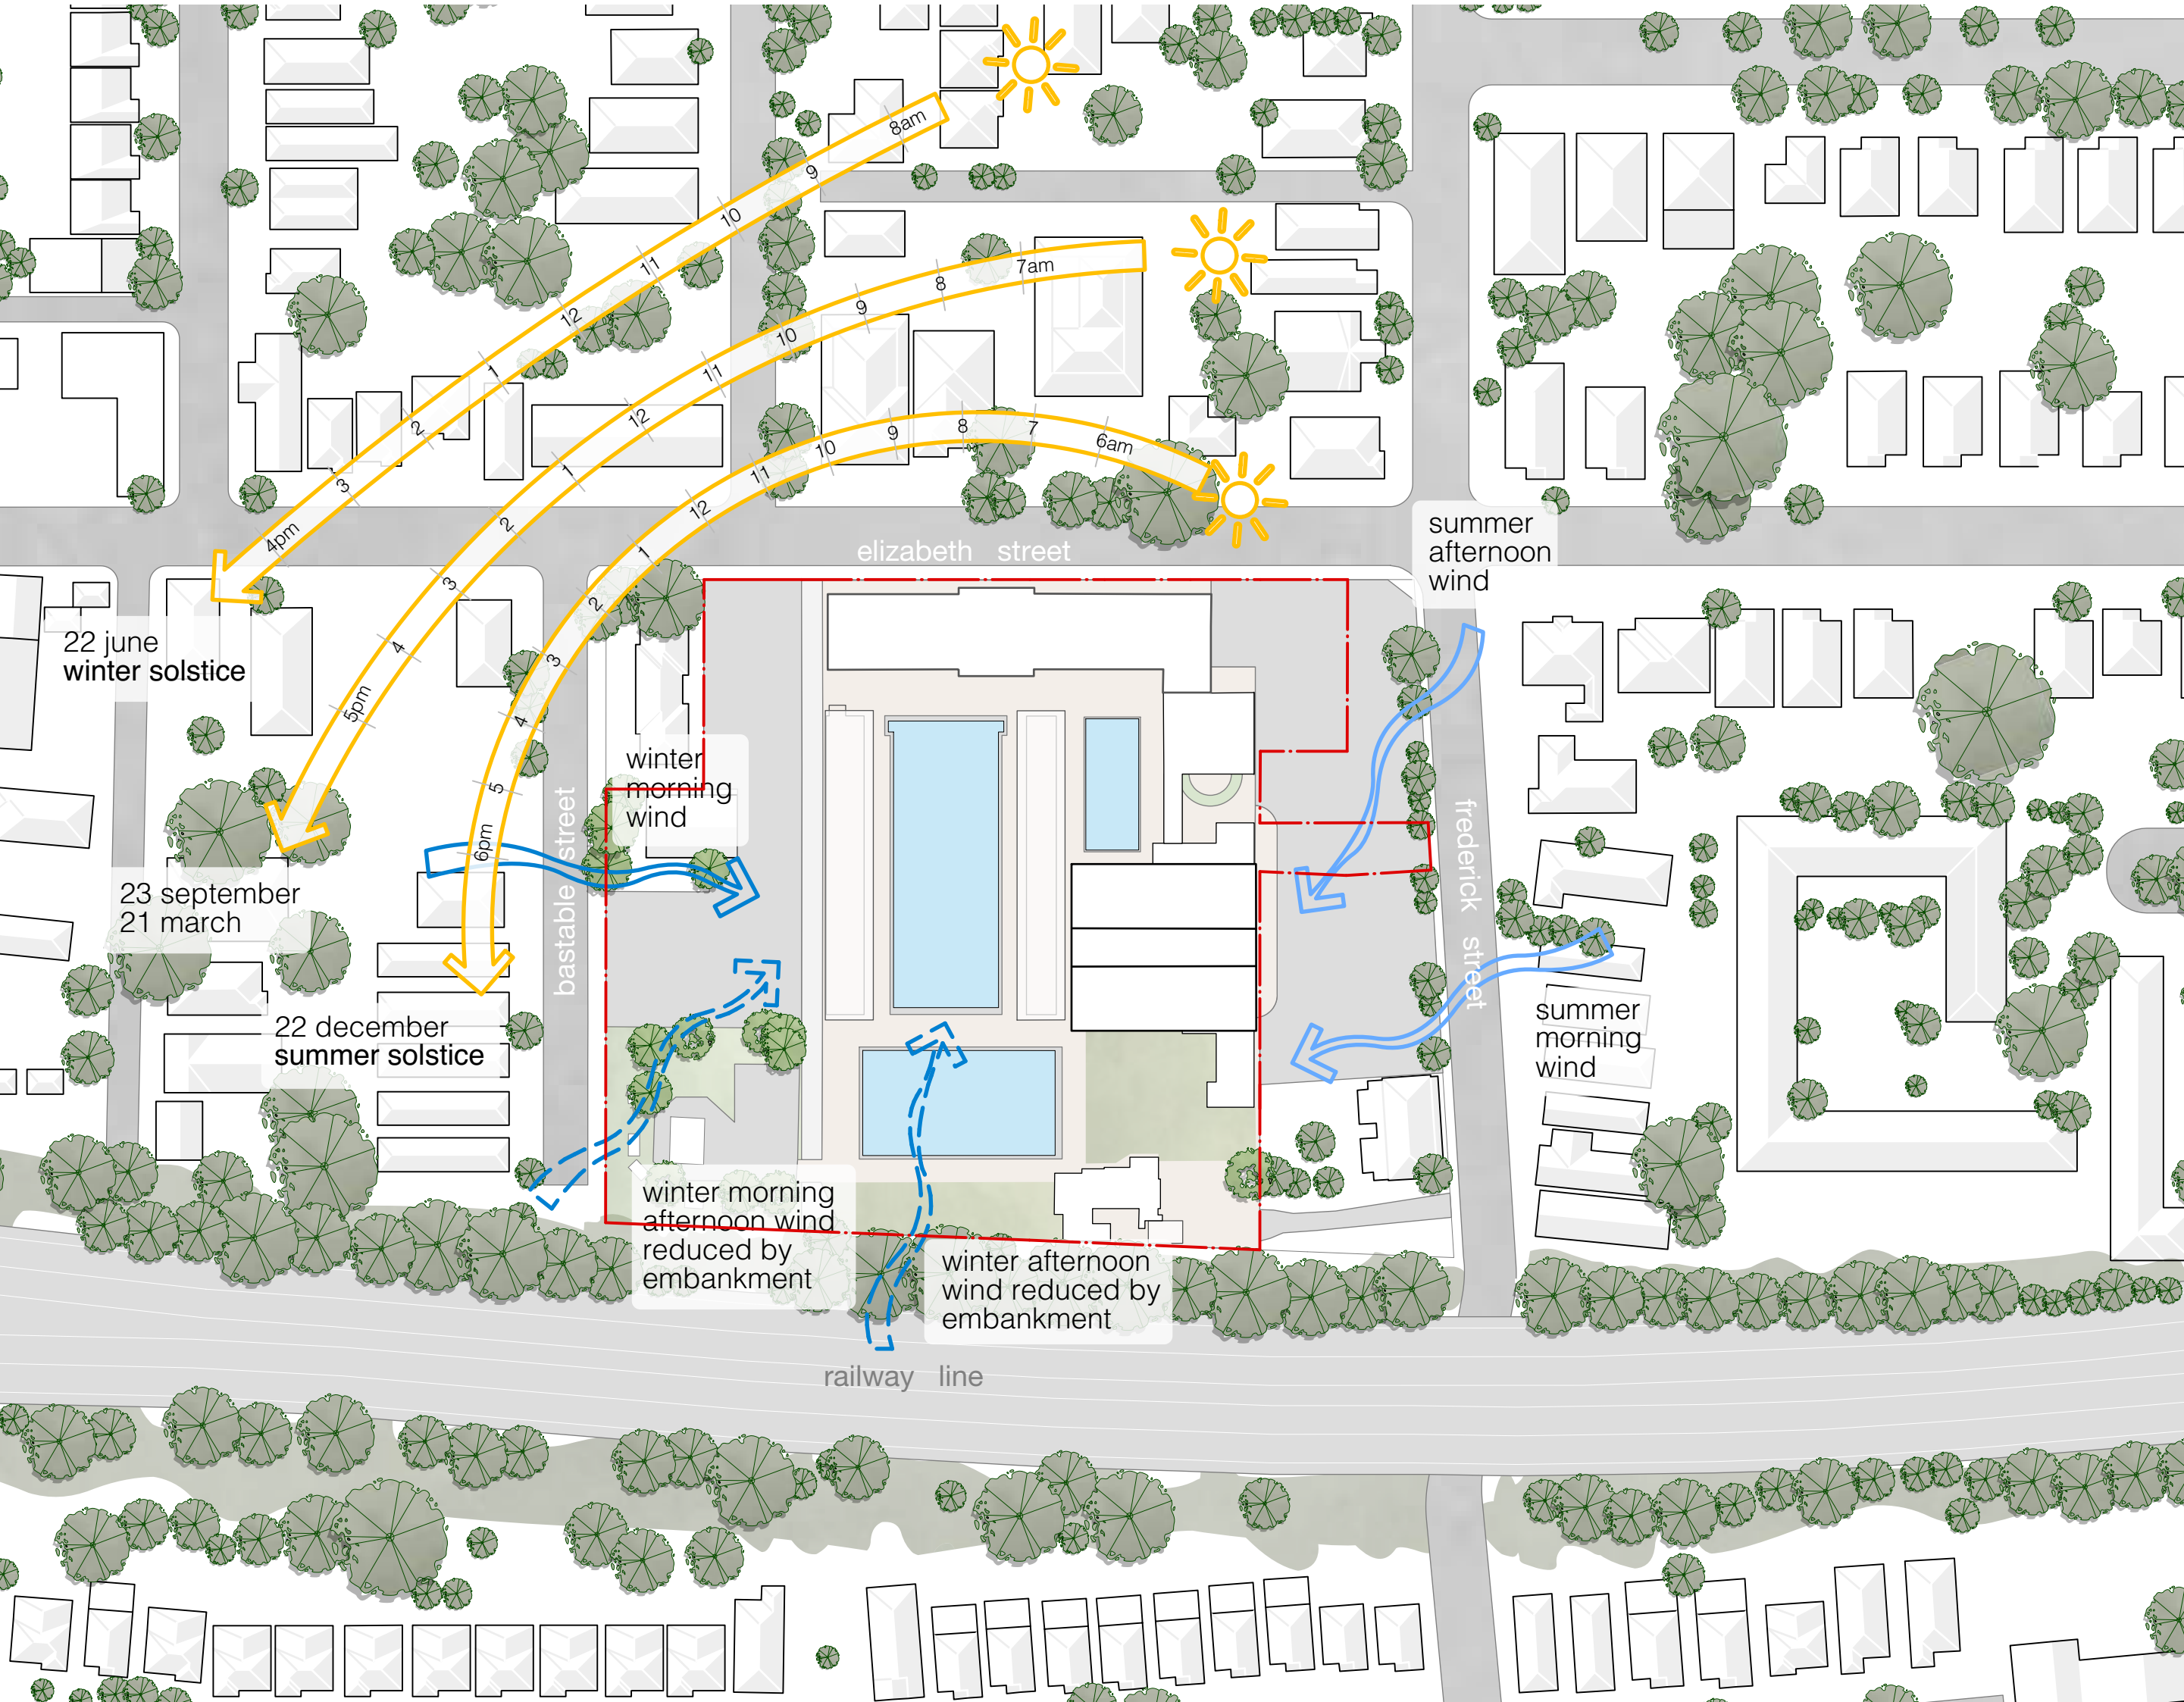 8am
9
10
11
12
1
2
3
4pm
7am
8
9
10
11
12
1
2
3
4
5pm
6am
7
8
9
10
11
12
1
2
3
4
5
6pm
elizabeth street
summer
afternoon
wind
22 june
winter solstice
winter
morning
wind
bastable street
frederick street
23 september
21 march
22 december
summer solstice
summer
morning
wind
winter morning
afternoon wind
reduced by
embankment
winter afternoon
wind reduced by
embankment
railway line